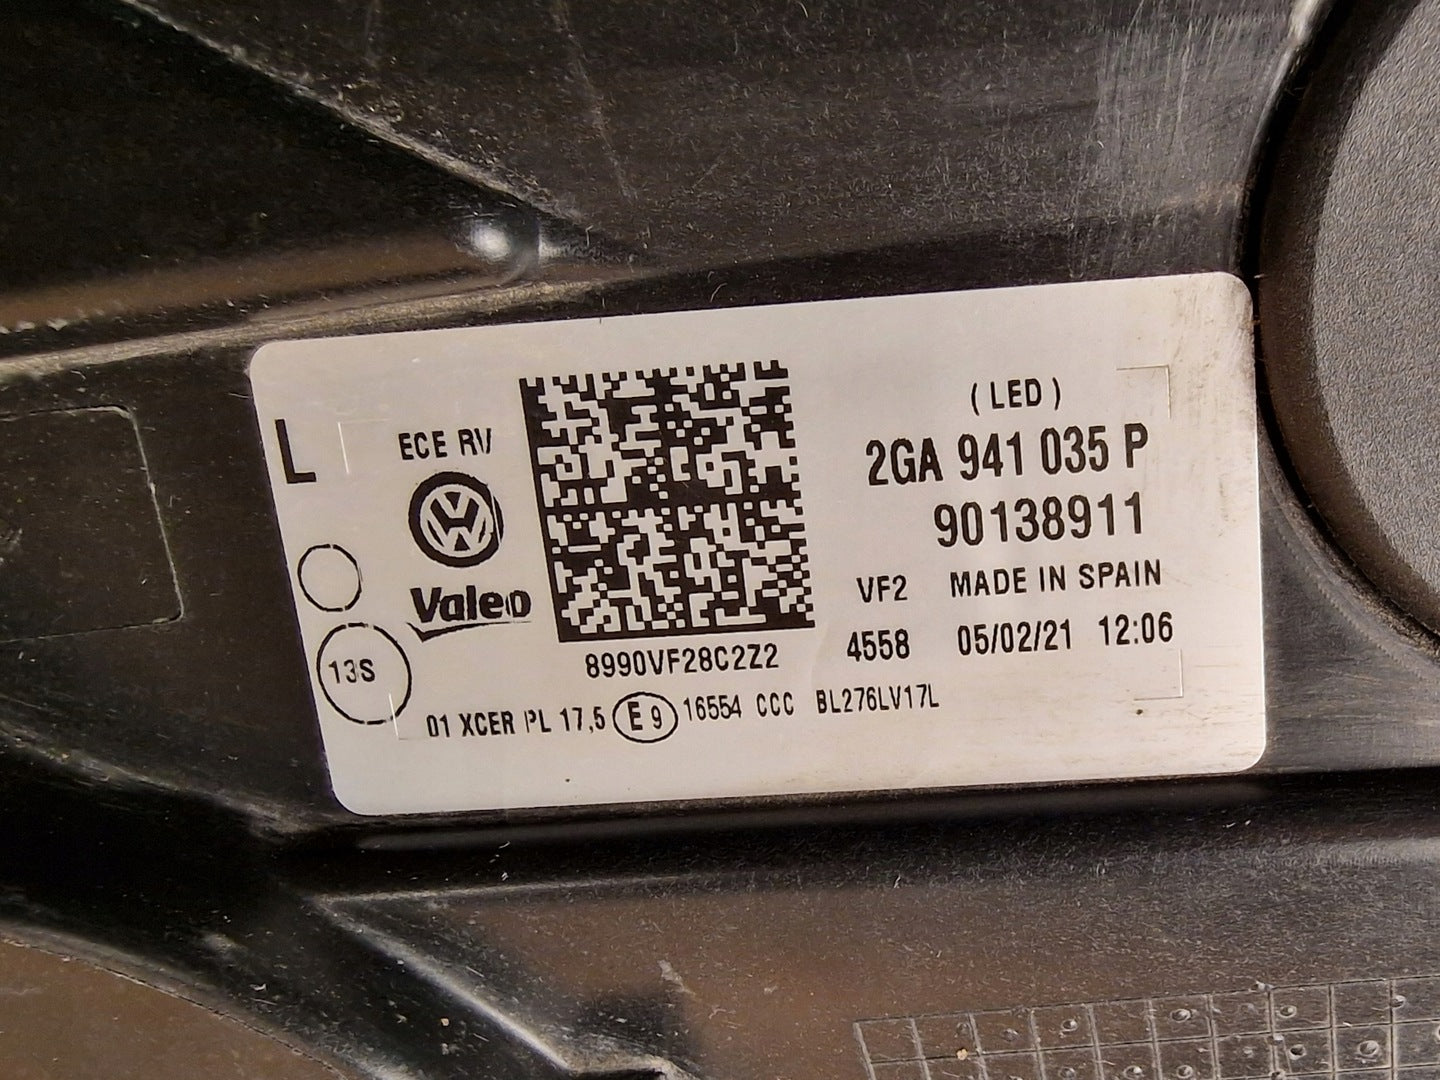 (LED)
L
ECE RV
2GA 941 035 P
90138911
Valeo
VF2 MADE IN SPAIN
8990VF28C2Z2
4558 05/02/21 12:06
13S
01 XCER PL 17,5 E9 16554 CCC BL276LV17L